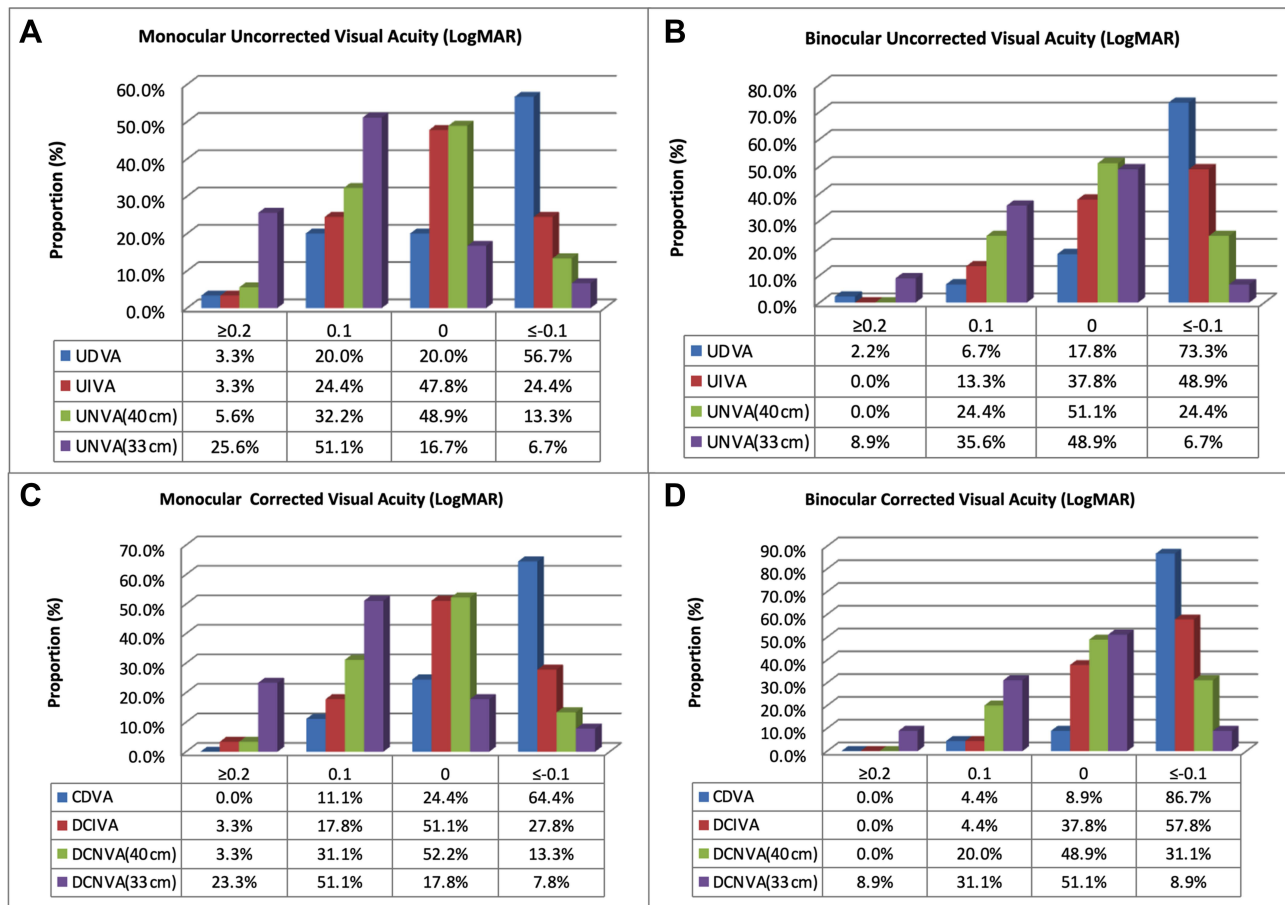 A
Monocular Uncorrected Visual Acuity (LogMAR)
Proportion (%)
60.0%
50.0%
40.0%
30.0%
20.0%
10.0%
0.0%
≥0.2 0.1 0 ≤-0.1
UDVA 3.3% 20.0% 20.0% 56.7%
UIVA 3.3% 24.4% 47.8% 24.4%
UNVA(40 cm) 5.6% 32.2% 48.9% 13.3%
UNVA(33 cm) 25.6% 51.1% 16.7% 6.7%
B
Binocular Uncorrected Visual Acuity (LogMAR)
Proportion (%)
80.0%
70.0%
60.0%
50.0%
40.0%
30.0%
20.0%
10.0%
0.0%
≥0.2 0.1 0 ≤-0.1
UDVA 2.2% 6.7% 17.8% 73.3%
UIVA 0.0% 13.3% 37.8% 48.9%
UNVA(40 cm) 0.0% 24.4% 51.1% 24.4%
UNVA(33 cm) 8.9% 35.6% 48.9% 6.7%
C
Monocular Corrected Visual Acuity (LogMAR)
Proportion (%)
70.0%
60.0%
50.0%
40.0%
30.0%
20.0%
10.0%
0.0%
≥0.2 0.1 0 ≤-0.1
CDVA 0.0% 11.1% 24.4% 64.4%
DCIVA 3.3% 17.8% 51.1% 27.8%
DCNVA(40 cm) 3.3% 31.1% 52.2% 13.3%
DCNVA(33 cm) 23.3% 51.1% 17.8% 7.8%
D
Binocular Corrected Visual Acuity (LogMAR)
Proportion (%)
90.0%
80.0%
70.0%
60.0%
50.0%
40.0%
30.0%
20.0%
10.0%
0.0%
≥0.2 0.1 0 ≤-0.1
CDVA 0.0% 4.4% 8.9% 86.7%
DCIVA 0.0% 4.4% 37.8% 57.8%
DCNVA(40 cm) 0.0% 20.0% 48.9% 31.1%
DCNVA(33 cm) 8.9% 31.1% 51.1% 8.9%